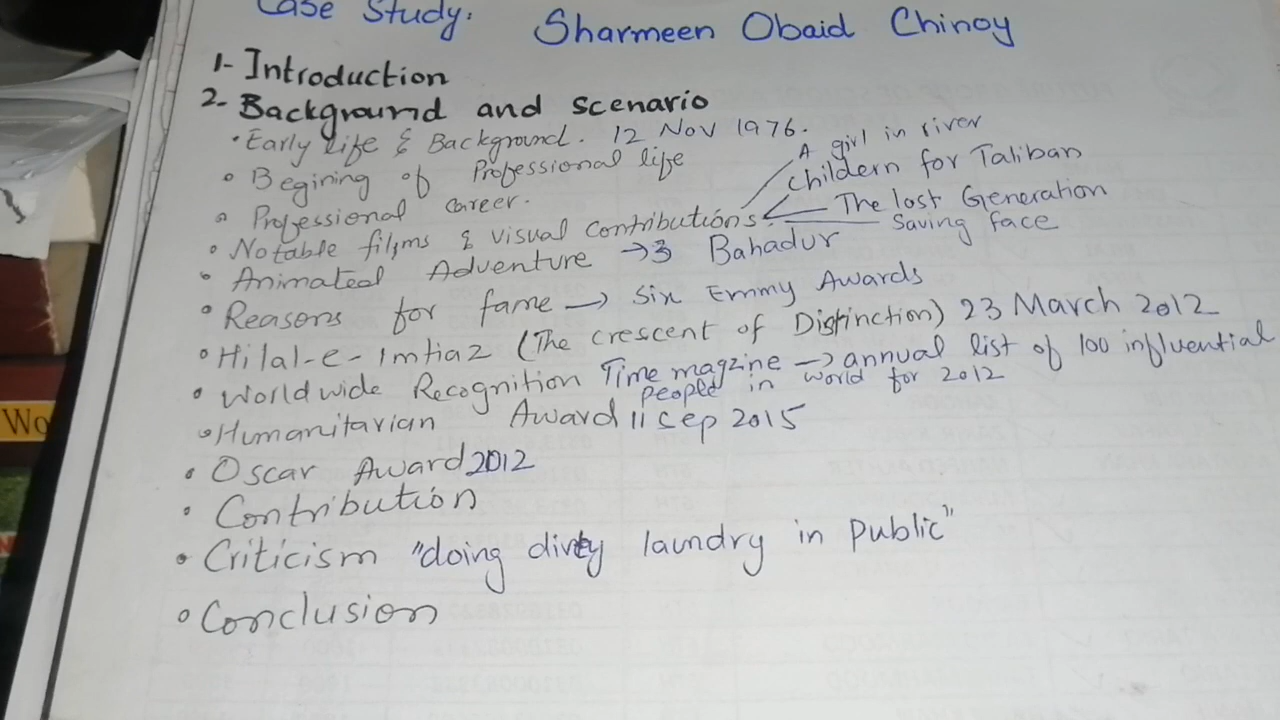 Case Study: Sharmeen Obaid Chinoy
1- Introduction
2- Background and scenario
• Early life & Background. 12 Nov 1976.
• Begining of Professional life
• Professional career.
• Notable films & visual contributions.
A girl in river
Childern for Taliban
The lost Generation
Saving face
• Animated Adventure → 3 Bahadur
• Reasons for fame → Six Emmy Awards
• Hilal-e-Imtiaz (The crescent of Distinction) 23 March 2012
• Worldwide Recognition Time magzine → annual list of 100 influential
people in world for 2012
• Humanitarian Award 11 Sep 2015
• Oscar Award 2012
• Contribution
• Criticism "doing dirty laundry in public"
• Conclusion
Wo